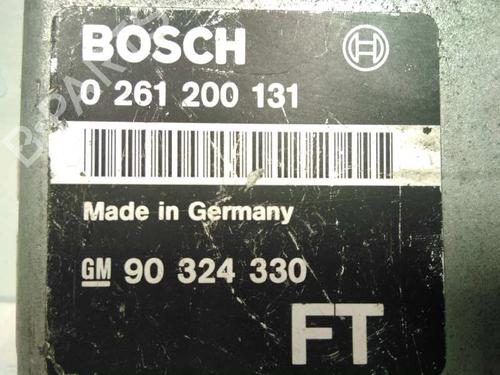 BOSCH
0 261 200 131
Made in Germany
GM 90 324 330
FT